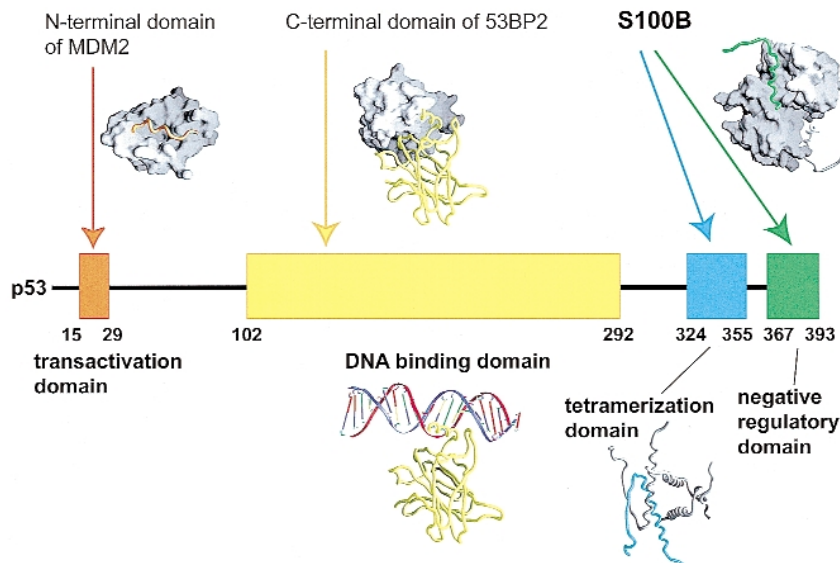 N-terminal domain
of MDM2
C-terminal domain of 53BP2
S100B
p53
15 29 102 292 324 355 367 393
transactivation
domain
DNA binding domain
tetramerization
domain
negative
regulatory
domain